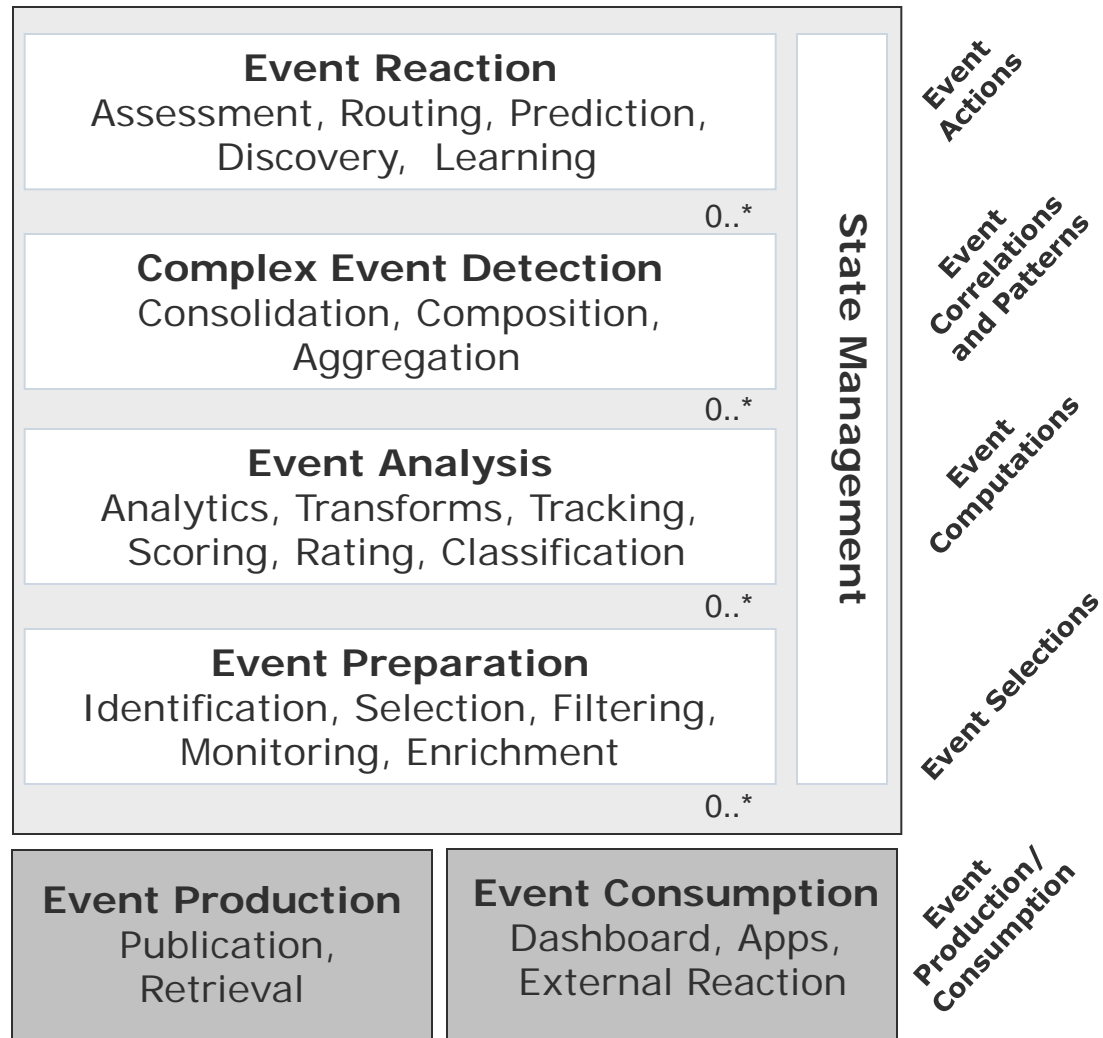 Event Reaction
Assessment, Routing, Prediction,
Discovery, Learning
0..*
Complex Event Detection
Consolidation, Composition,
Aggregation
0..*
Event Analysis
Analytics, Transforms, Tracking,
Scoring, Rating, Classification
0..*
Event Preparation
Identification, Selection, Filtering,
Monitoring, Enrichment
0..*
State Management
Event Production
Publication,
Retrieval
Event Consumption
Dashboard, Apps,
External Reaction
Event
Actions
Event
Correlations
and Patterns
Event
Computations
Event Selections
Event
Production/
Consumption